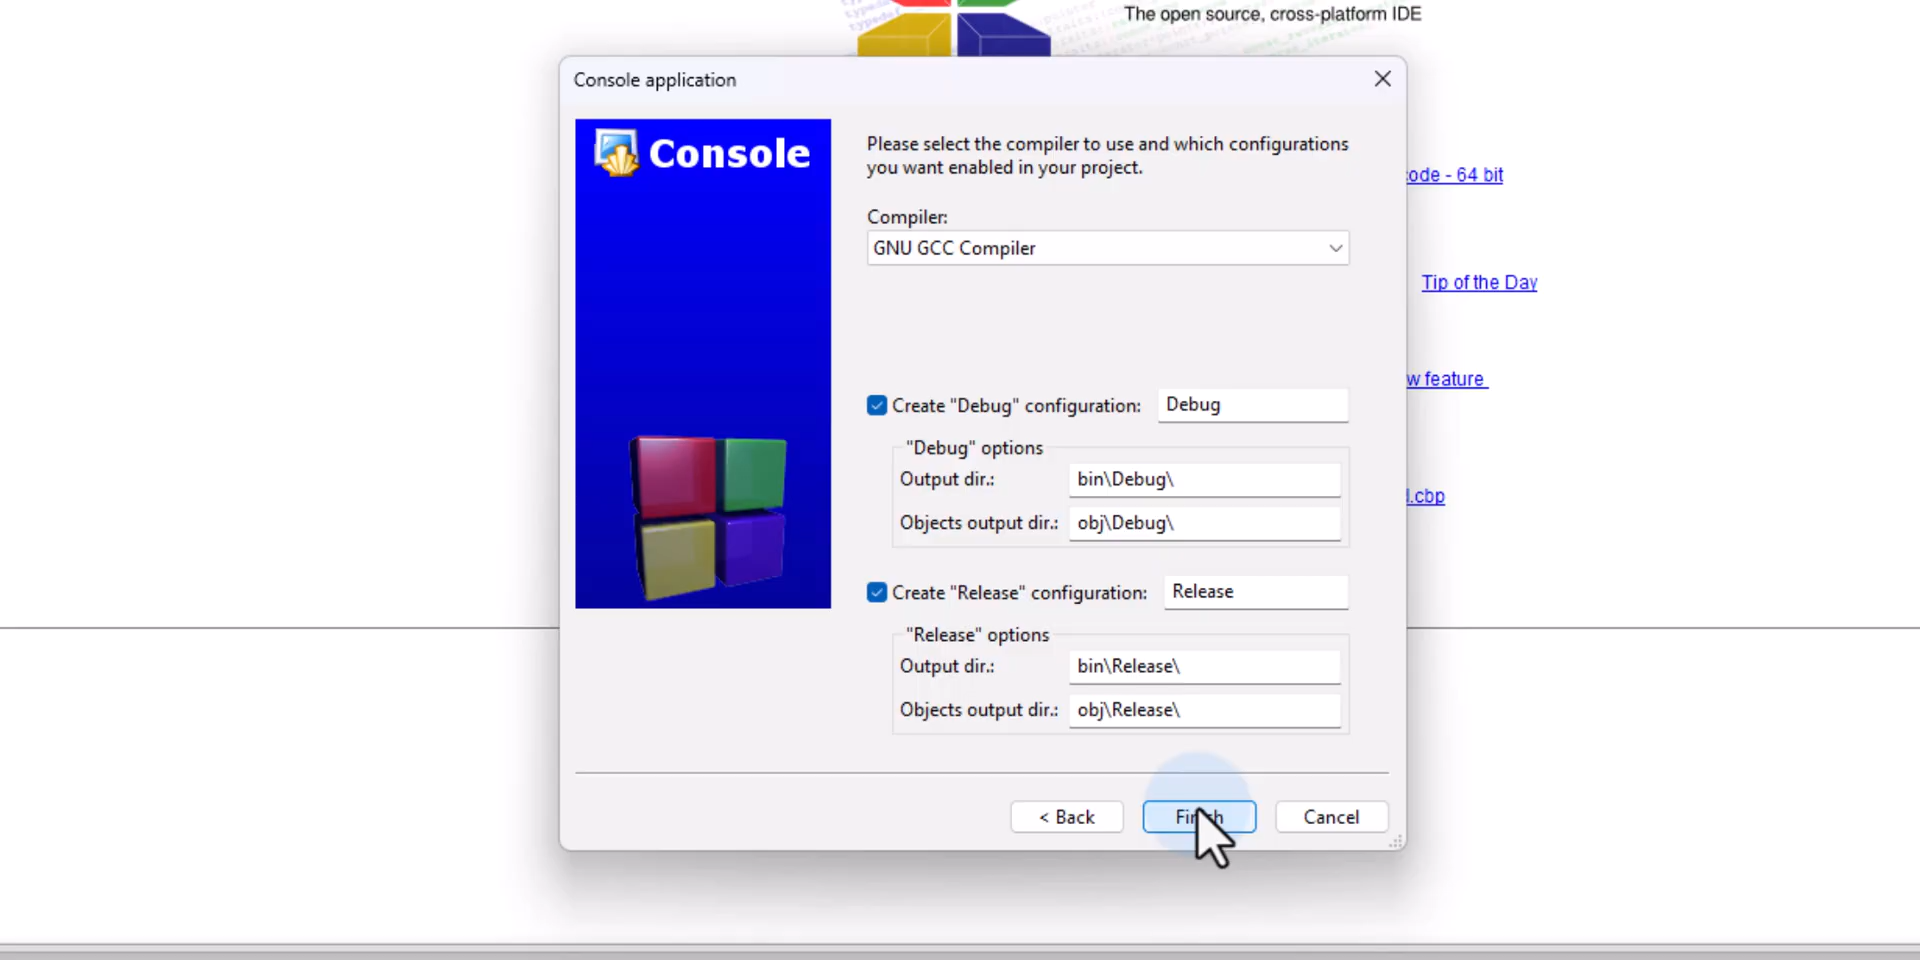 The open source, cross-platform IDE
Console application
Console
Please select the compiler to use and which configurations
you want enabled in your project.
Compiler:
GNU GCC Compiler
ode - 64 bit
Tip of the Day
w feature
.cbp
Create "Debug" configuration: Debug
"Debug" options
Output dir.: bin\Debug\
Objects output dir.: obj\Debug\
Create "Release" configuration: Release
"Release" options
Output dir.: bin\Release\
Objects output dir.: obj\Release\
< Back Finish Cancel